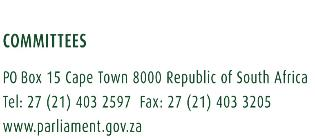 COMMITTEES
PO Box 15 Cape Town 8000 Republic of South Africa
Tel: 27 (21) 403 2597 Fax: 27 (21) 403 3205
www.parliament.gov.za